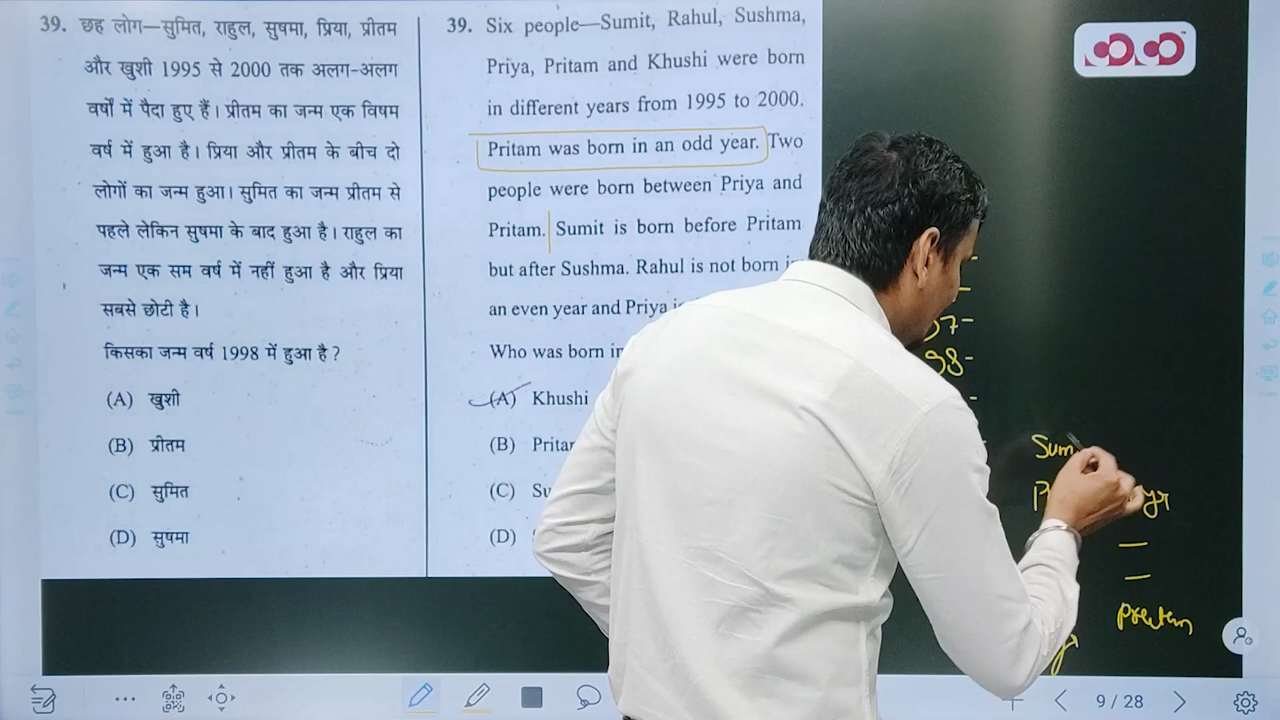 39. छह लोग—सुमित, राहुल, सुषमा, प्रिया, प्रीतम
और खुशी 1995 से 2000 तक अलग-अलग
वर्षों में पैदा हुए हैं। प्रीतम का जन्म एक विषम
वर्ष में हुआ है। प्रिया और प्रीतम के बीच दो
लोगों का जन्म हुआ। सुमित का जन्म प्रीतम से
पहले लेकिन सुषमा के बाद हुआ है। राहुल का
जन्म एक सम वर्ष में नहीं हुआ है और प्रिया
सबसे छोटी है।
किसका जन्म वर्ष 1998 में हुआ है ?
(A) खुशी
(B) प्रीतम
(C) सुमित
(D) सुषमा
39. Six people—Sumit, Rahul, Sushma,
Priya, Pritam and Khushi were born
in different years from 1995 to 2000.
Pritam was born in an odd year. Two
people were born between Priya and
Pritam. Sumit is born before Pritam
but after Sushma. Rahul is not born
an even year and Priya
Who was born in
(A) Khushi
(B)
(C)
(D)
98-
9 / 28